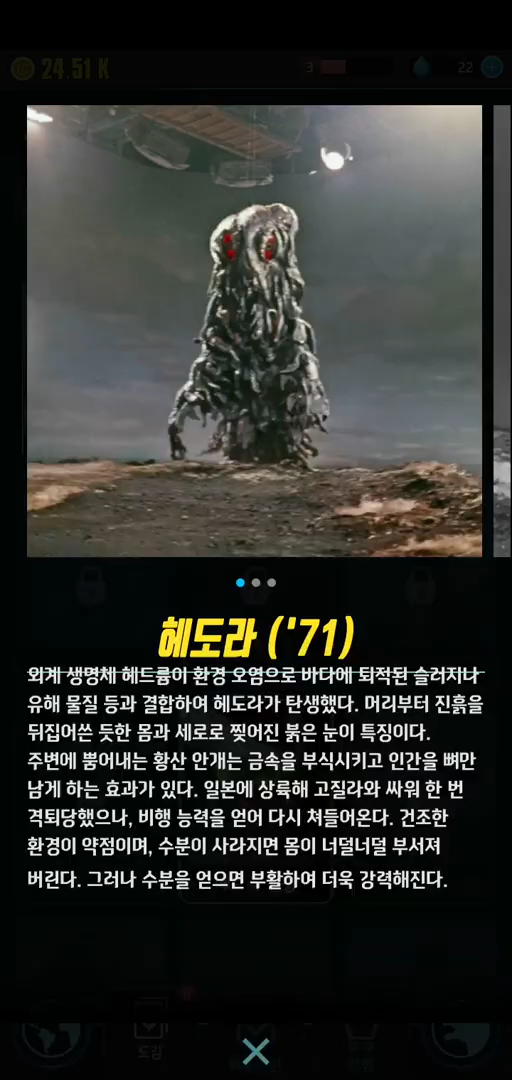 24.51 K
3
22
헤도라 ('71)
외계 생명체 헤드륨이 환경 오염으로 바다에 퇴적된 슬러지나
유해 물질 등과 결합하여 헤도라가 탄생했다. 머리부터 진흙을
뒤집어쓴 듯한 몸과 세로로 찢어진 붉은 눈이 특징이다.
주변에 뿜어내는 황산 안개는 금속을 부식시키고 인간을 뼈만
남게 하는 효과가 있다. 일본에 상륙해 고질라와 싸워 한 번
격퇴당했으나, 비행 능력을 얻어 다시 쳐들어온다. 건조한
환경이 약점이며, 수분이 사라지면 몸이 너덜너덜 부서져
버린다. 그러나 수분을 얻으면 부활하여 더욱 강력해진다.
도감